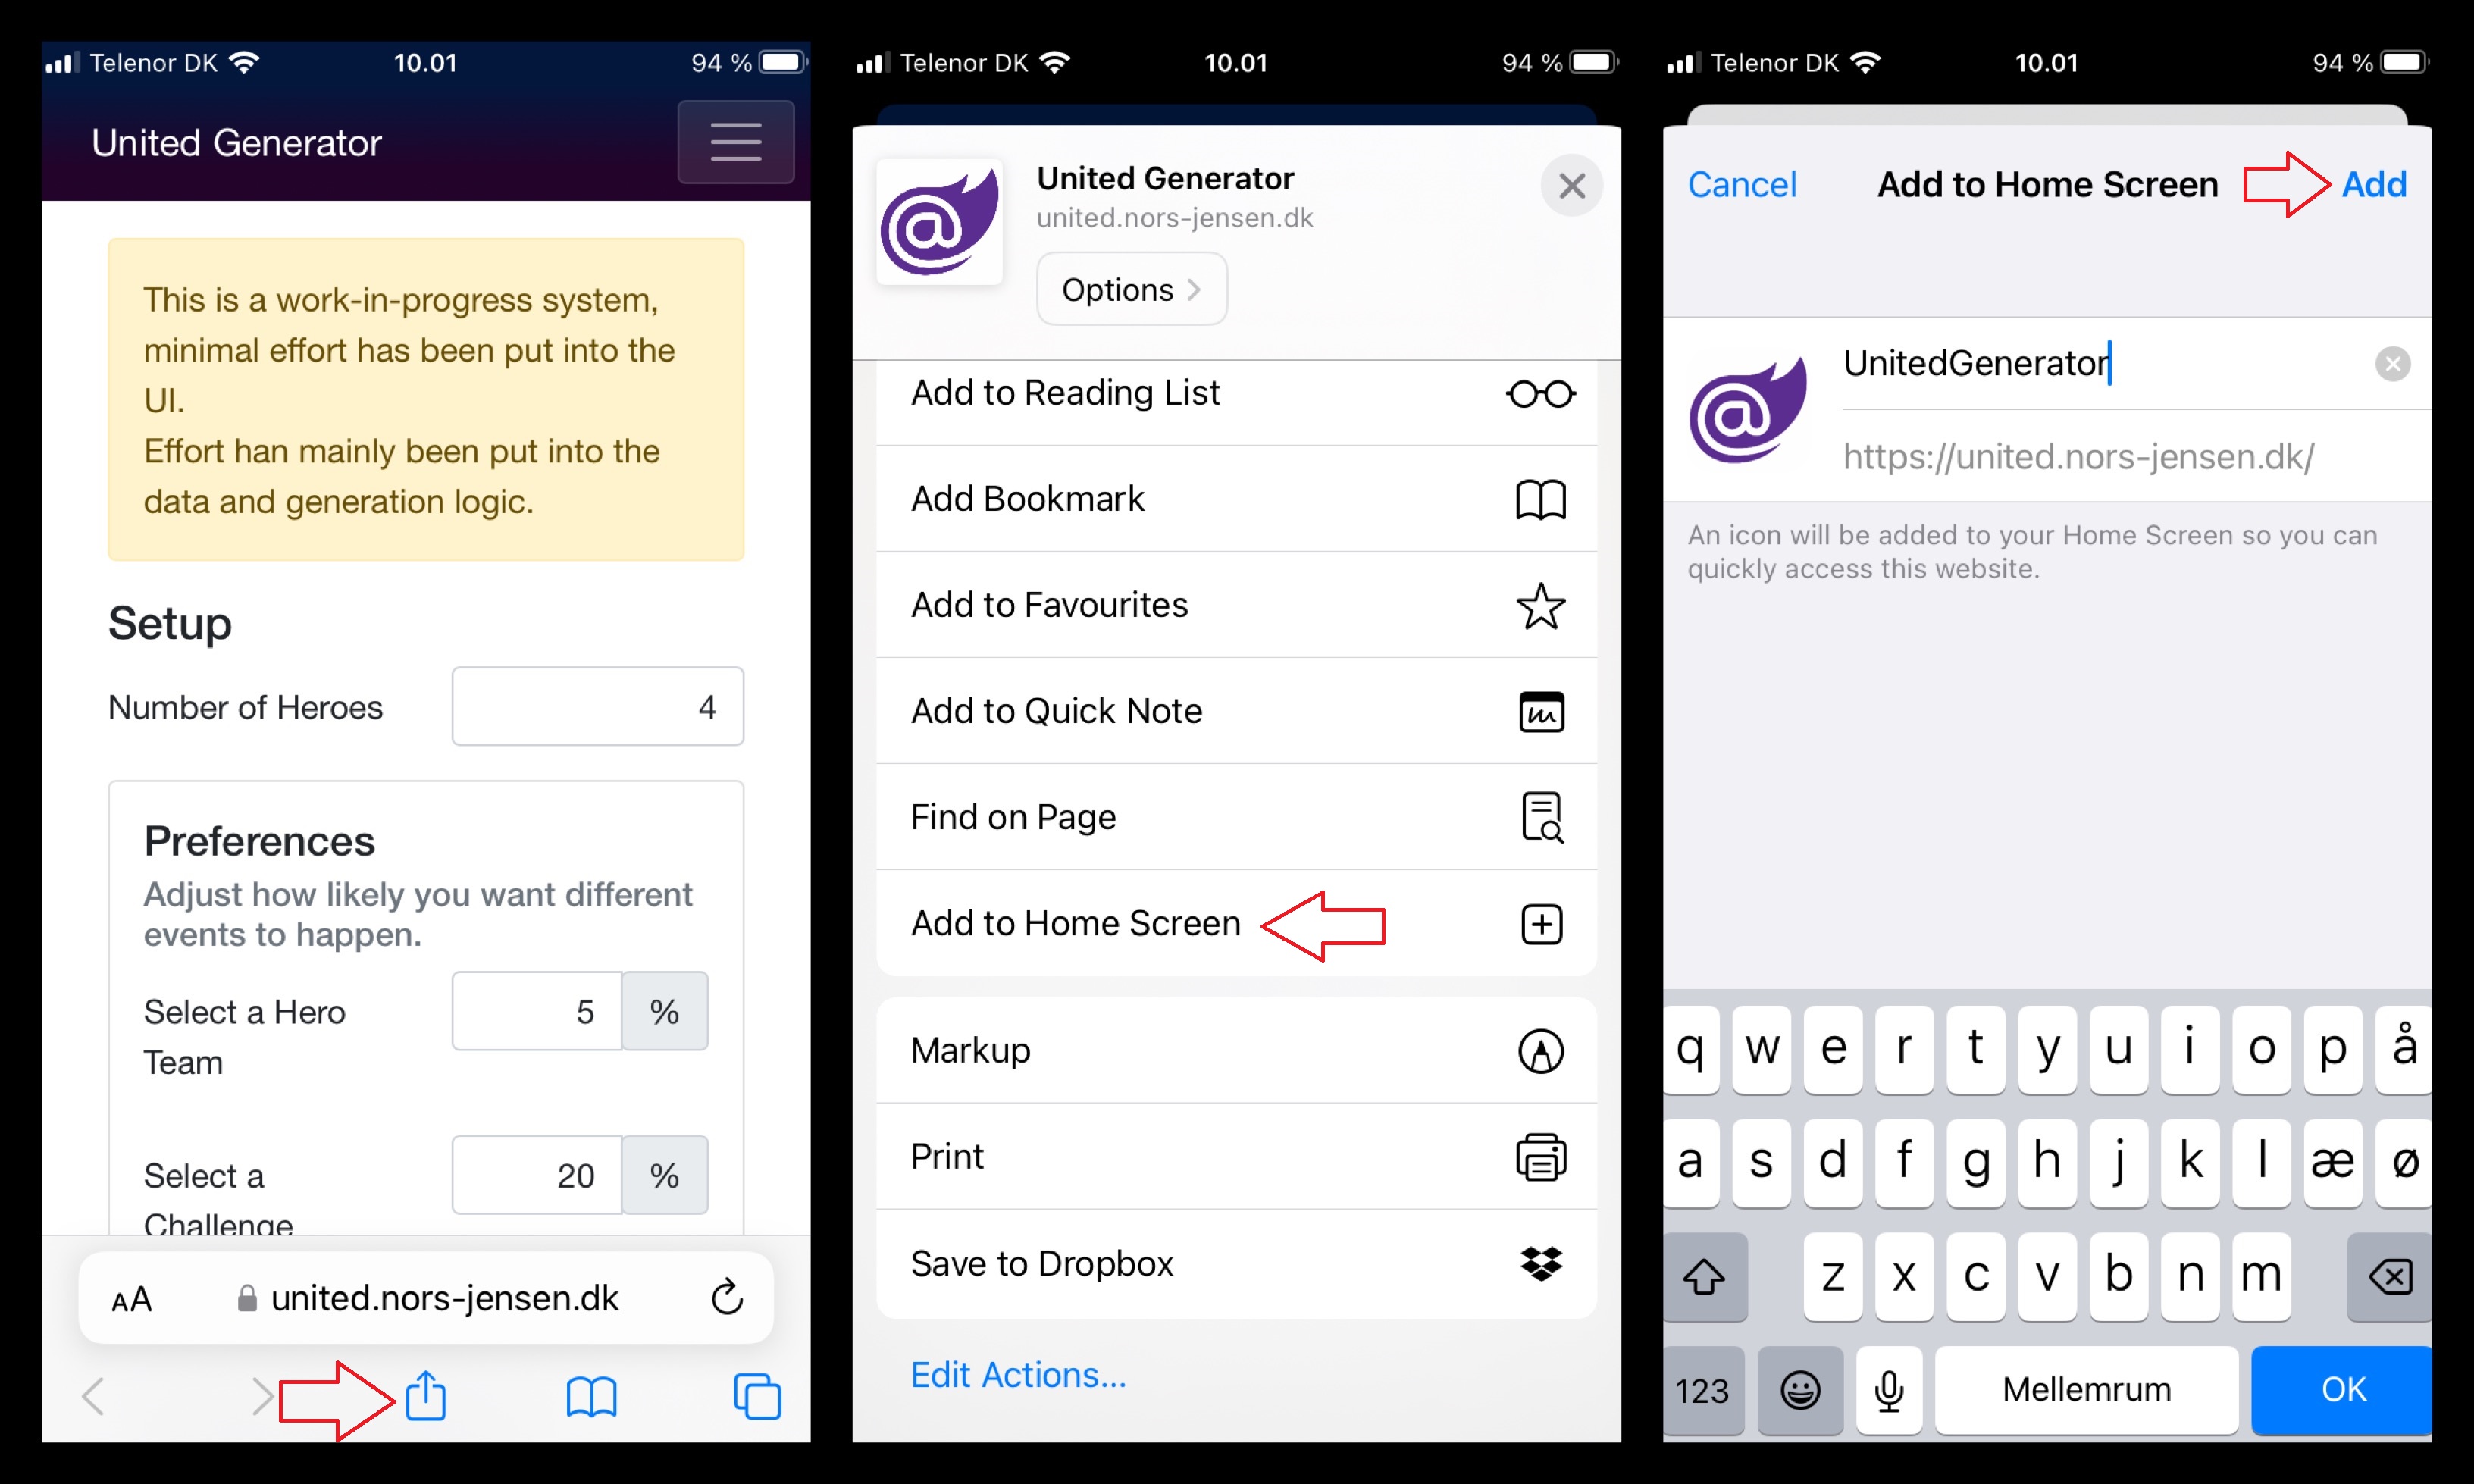 Telenor DK 10.01 94 %
United Generator
This is a work-in-progress system,
minimal effort has been put into the
UI.
Effort han mainly been put into the
data and generation logic.
Setup
Number of Heroes 4
Preferences
Adjust how likely you want different
events to happen.
Select a Hero 5 %
Team
Select a 20 %
Challenge
AA united.nors-jensen.dk
Telenor DK 10.01 94 %
@ United Generator
united.nors-jensen.dk
Options
Add to Reading List
Add Bookmark
Add to Favourites
Add to Quick Note
Find on Page
Add to Home Screen
Markup
Print
Save to Dropbox
Edit Actions...
Telenor DK 10.01 94 %
Cancel Add to Home Screen Add
@ UnitedGenerator
https://united.nors-jensen.dk/
An icon will be added to your Home Screen so you can
quickly access this website.
q w e r t y u i o p å
a s d f g h j k l æ ø
z x c v b n m
123 Mellemrum OK